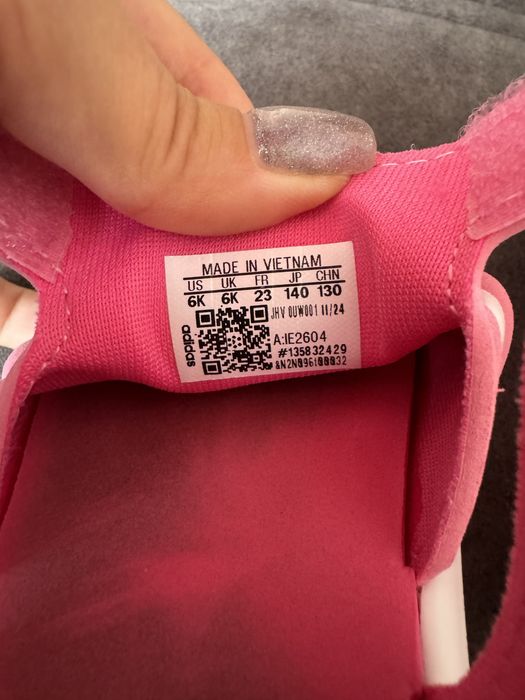 MADE IN VIETNAM
US UK FR JP CHN
6K 6K 23 140 130
adidas
JHV 0UW001 11/24
A:IE2604
#135832429